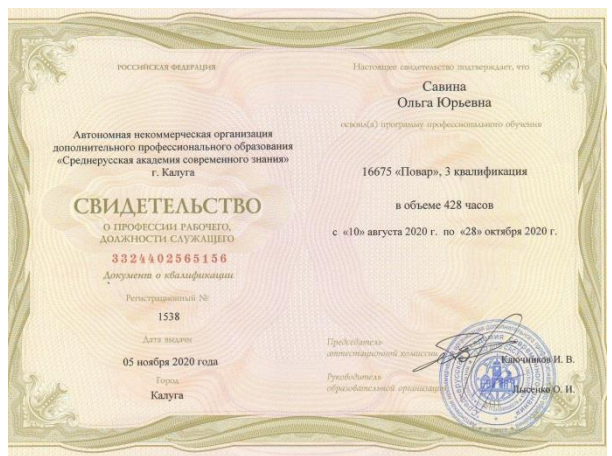 РОССИЙСКАЯ ФЕДЕРАЦИЯ
Автономная некоммерческая организация
дополнительного профессионального образования
«Среднерусская академия современного знания»
г. Калуга
СВИДЕТЕЛЬСТВО
О ПРОФЕССИИ РАБОЧЕГО,
ДОЛЖНОСТИ СЛУЖАЩЕГО
3324402565156
Документ о квалификации
Регистрационный №
1538
Дата выдачи
05 ноября 2020 года
Город
Калуга
Настоящее свидетельство подтверждает, что
Савина
Ольга Юрьевна
освоил(а) программу профессионального обучения
16675 «Повар», 3 квалификация
в объеме 428 часов
с «10» августа 2020 г. по «28» октября 2020 г.
Председатель
аттестационной комиссии
Ключников И. В.
Руководитель
образовательной организации
Лысенко О. И.